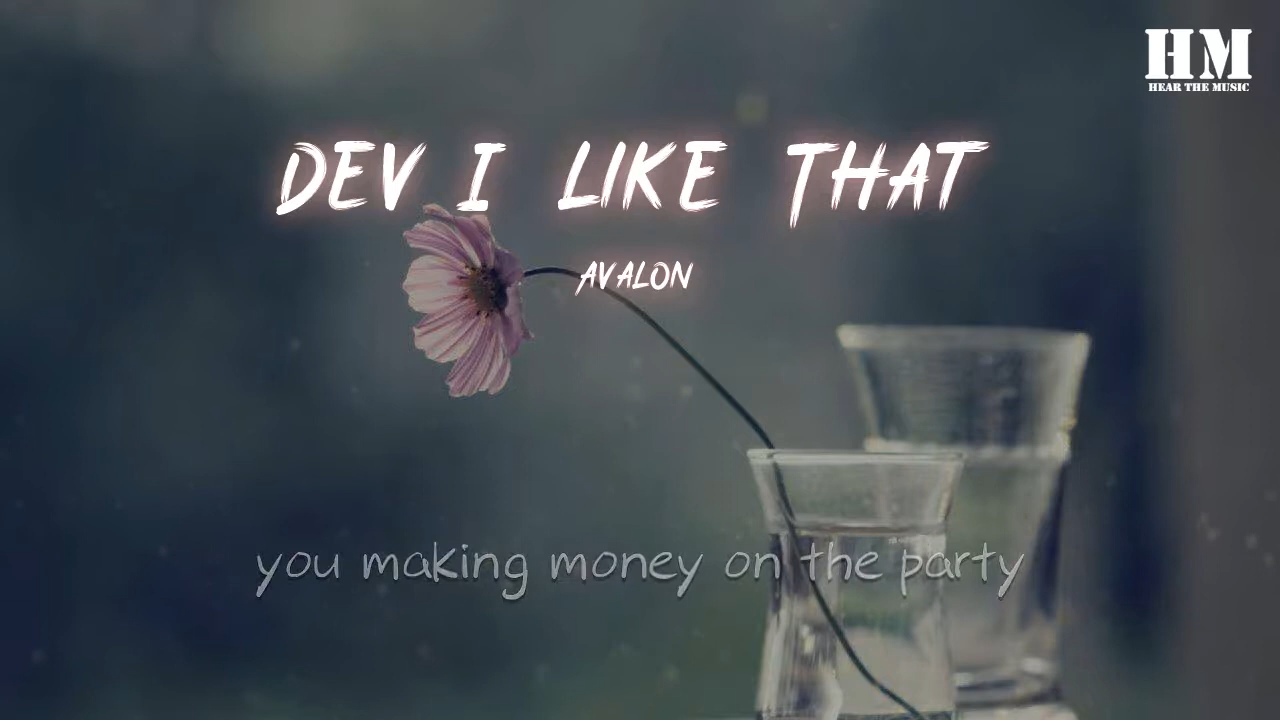 HM
HEAR THE MUSIC
DEV I LIKE THAT
AVALON
you making money on the party